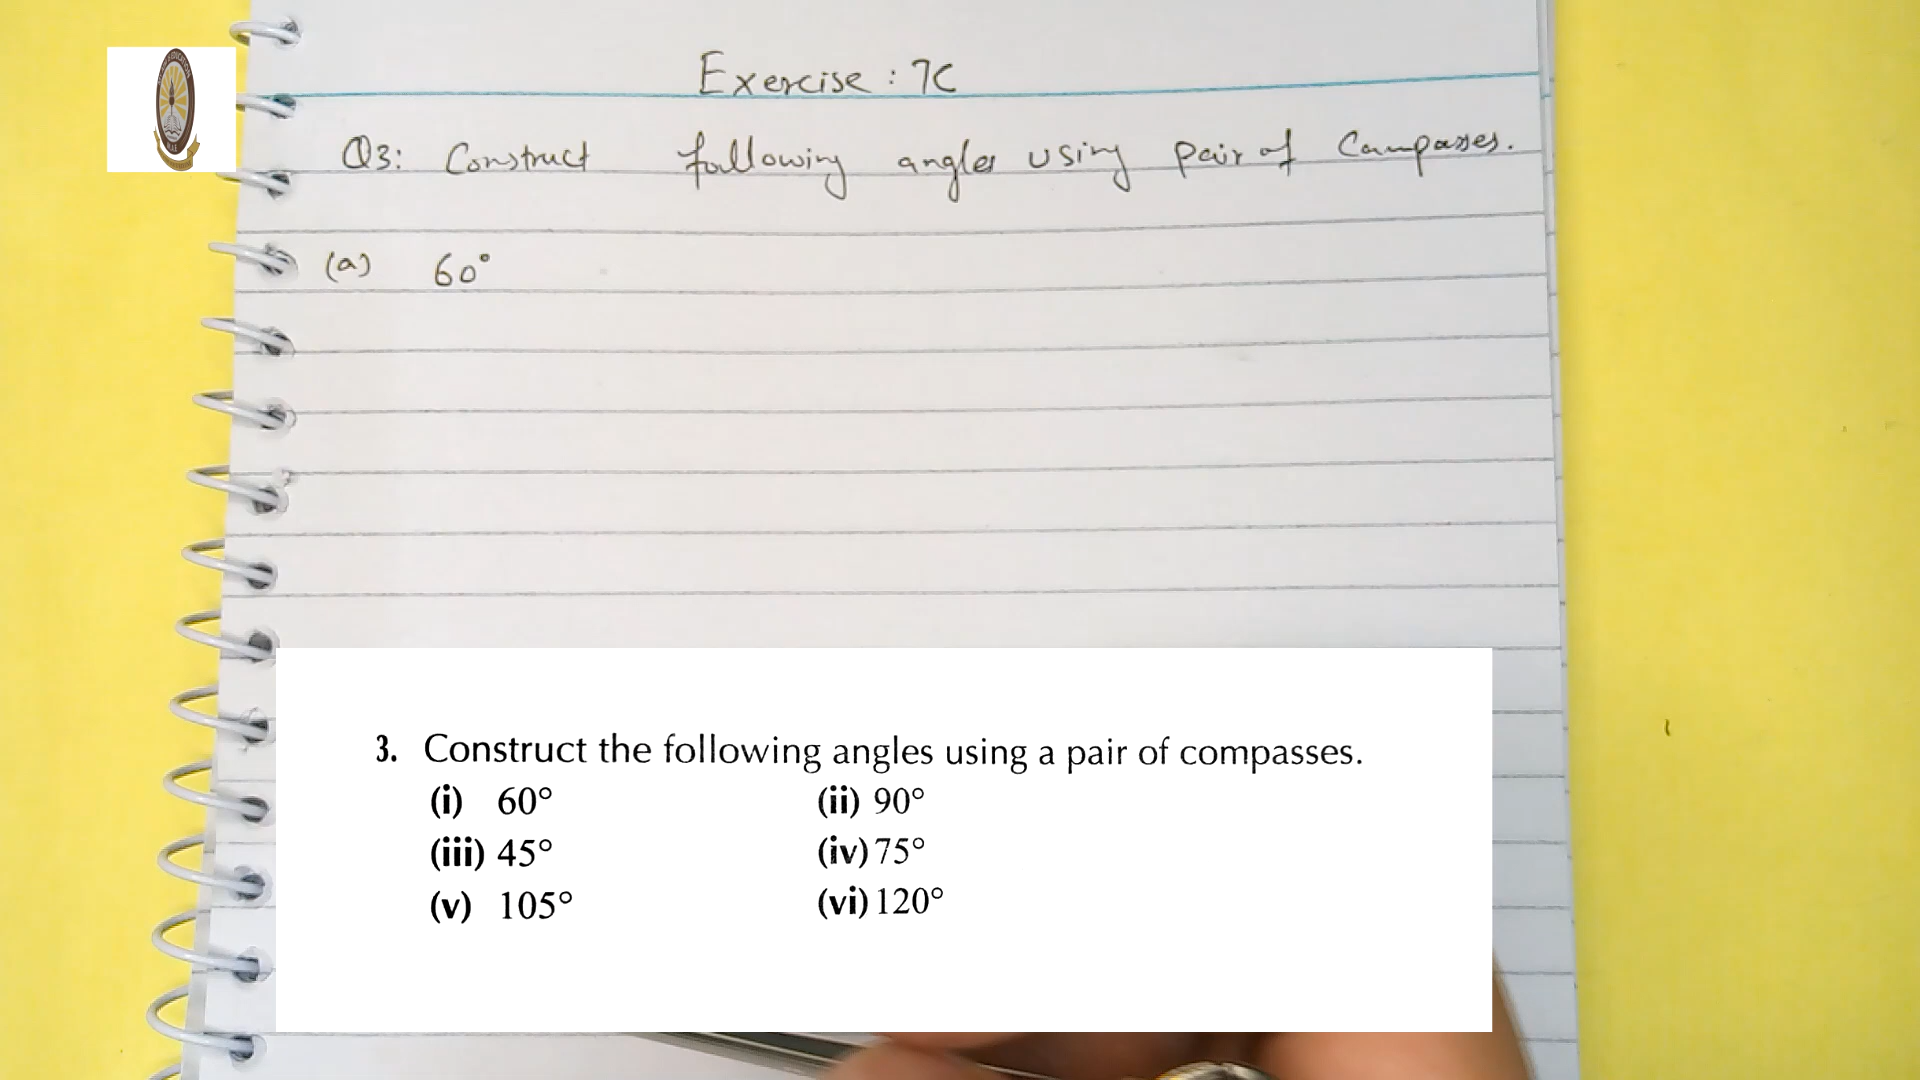 Exercise : 7C
Q3: Construct following angles using pair of Compasses.
(a) 60°
3. Construct the following angles using a pair of compasses.
(i) 60° (ii) 90°
(iii) 45° (iv) 75°
(v) 105° (vi) 120°